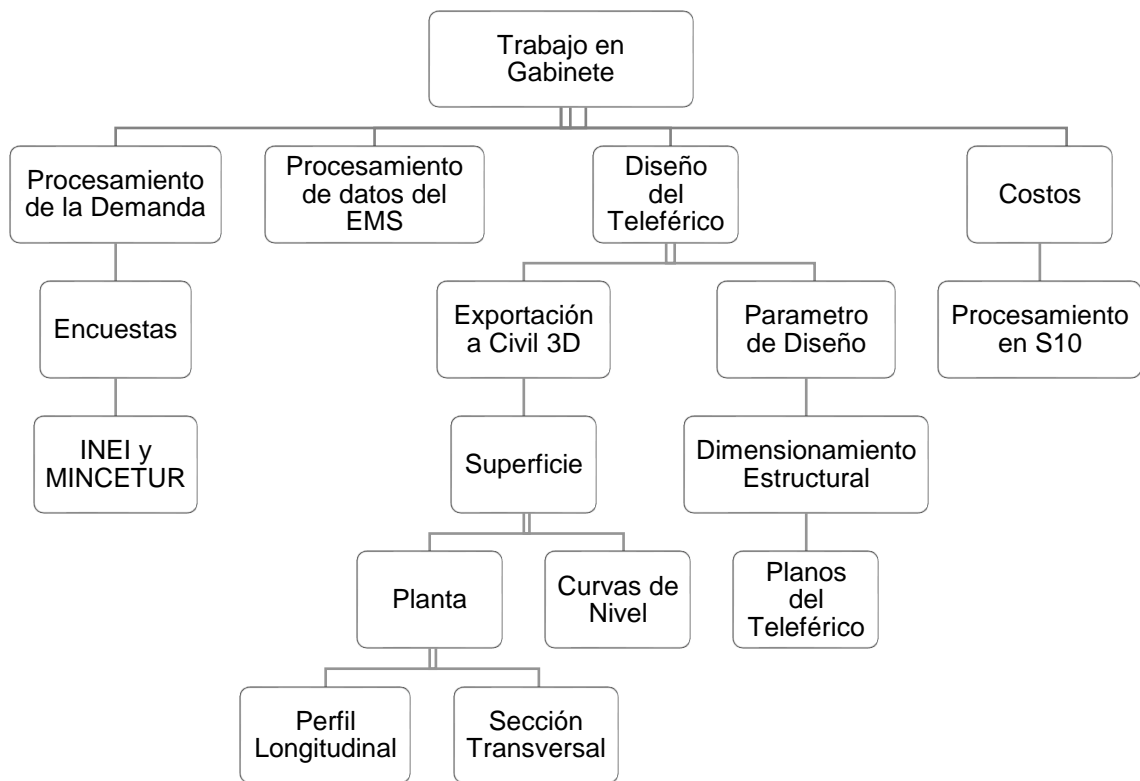 Trabajo en
Gabinete
Procesamiento
de la Demanda
Procesamiento
de datos del
EMS
Diseño
del
Teleférico
Costos
Encuestas
Exportación
a Civil 3D
Parametro
de Diseño
Procesamiento
en S10
INEI y
MINCETUR
Superficie
Dimensionamiento
Estructural
Planta
Curvas de
Nivel
Planos
del
Teleférico
Perfil
Longitudinal
Sección
Transversal